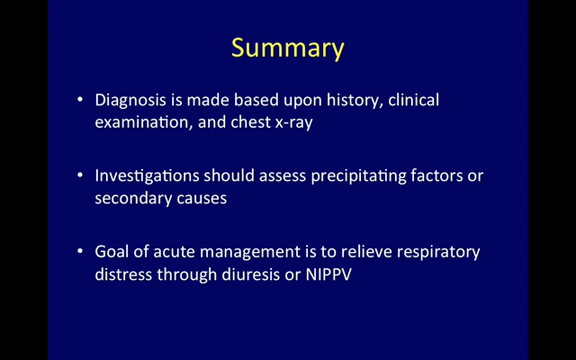 Summary
• Diagnosis is made based upon history, clinical
examination, and chest x-ray
• Investigations should assess precipitating factors or
secondary causes
• Goal of acute management is to relieve respiratory
distress through diuresis or NIPPV